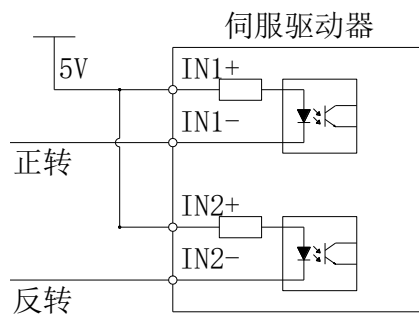 伺服驱动器
5V
IN1+
IN1-
正转
IN2+
IN2-
反转